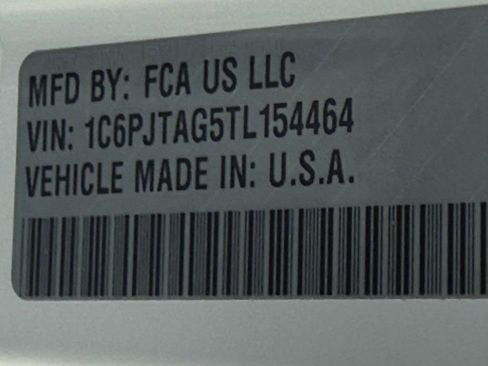 MFD BY: FCA US LLC
VIN: 1C6PJTAG5TL154464
VEHICLE MADE IN: U.S.A.